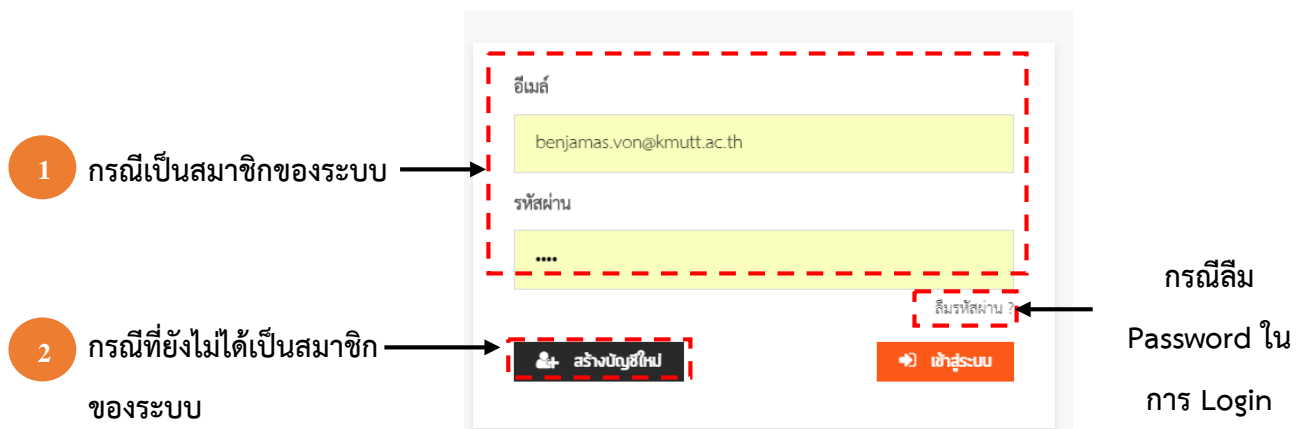 อีเมล์
benjamas.von@kmutt.ac.th
1 กรณีเป็นสมาชิกของระบบ
รหัสผ่าน
••••
ลืมรหัสผ่าน ?
กรณีลืม
Password ใน
การ Login
2 กรณีที่ยังไม่ได้เป็นสมาชิก
ของระบบ
สร้างบัญชีใหม่
เข้าสู่ระบบ